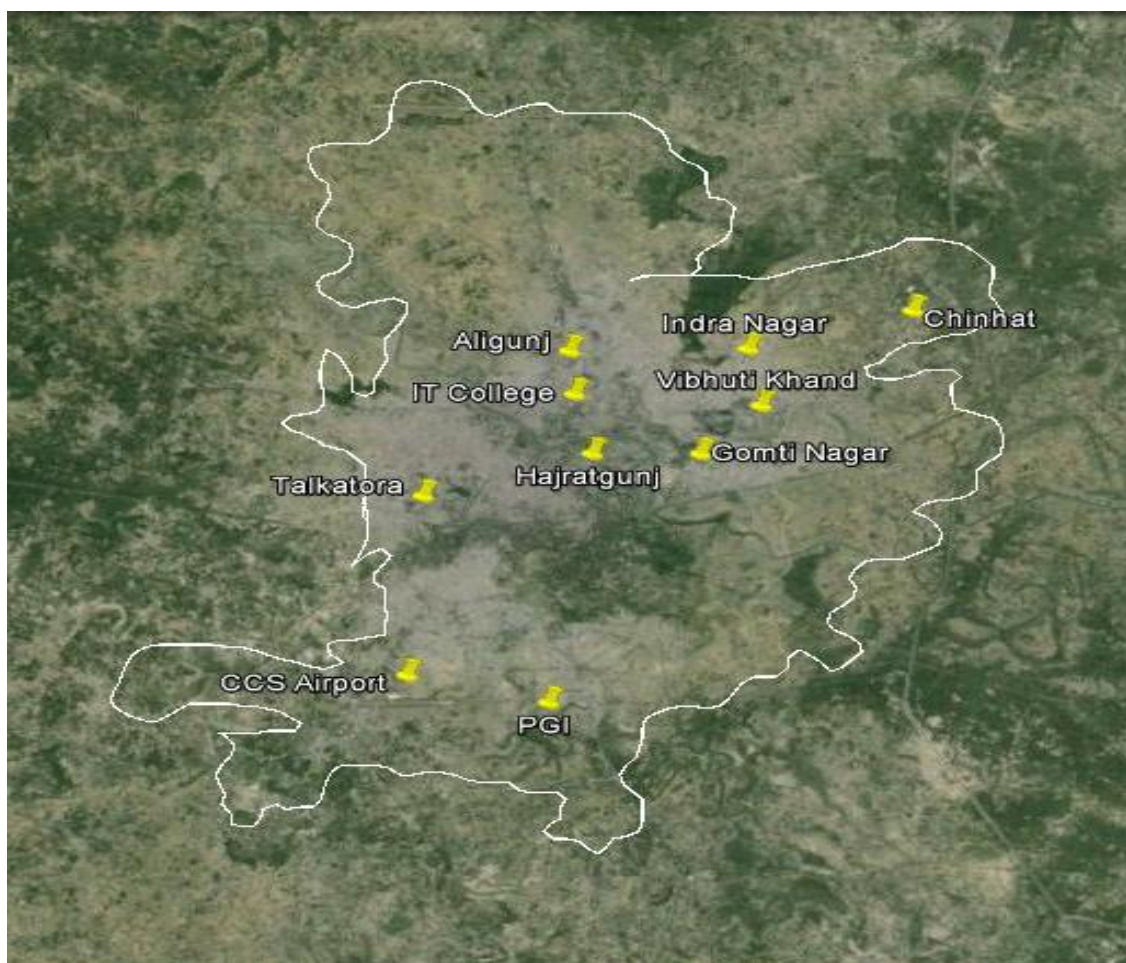 Chinhat
Indra Nagar
Aligunj
Vibhuti Khand
IT College
Gomti Nagar
Hajratgunj
Talkatora
CCS Airport
PGI